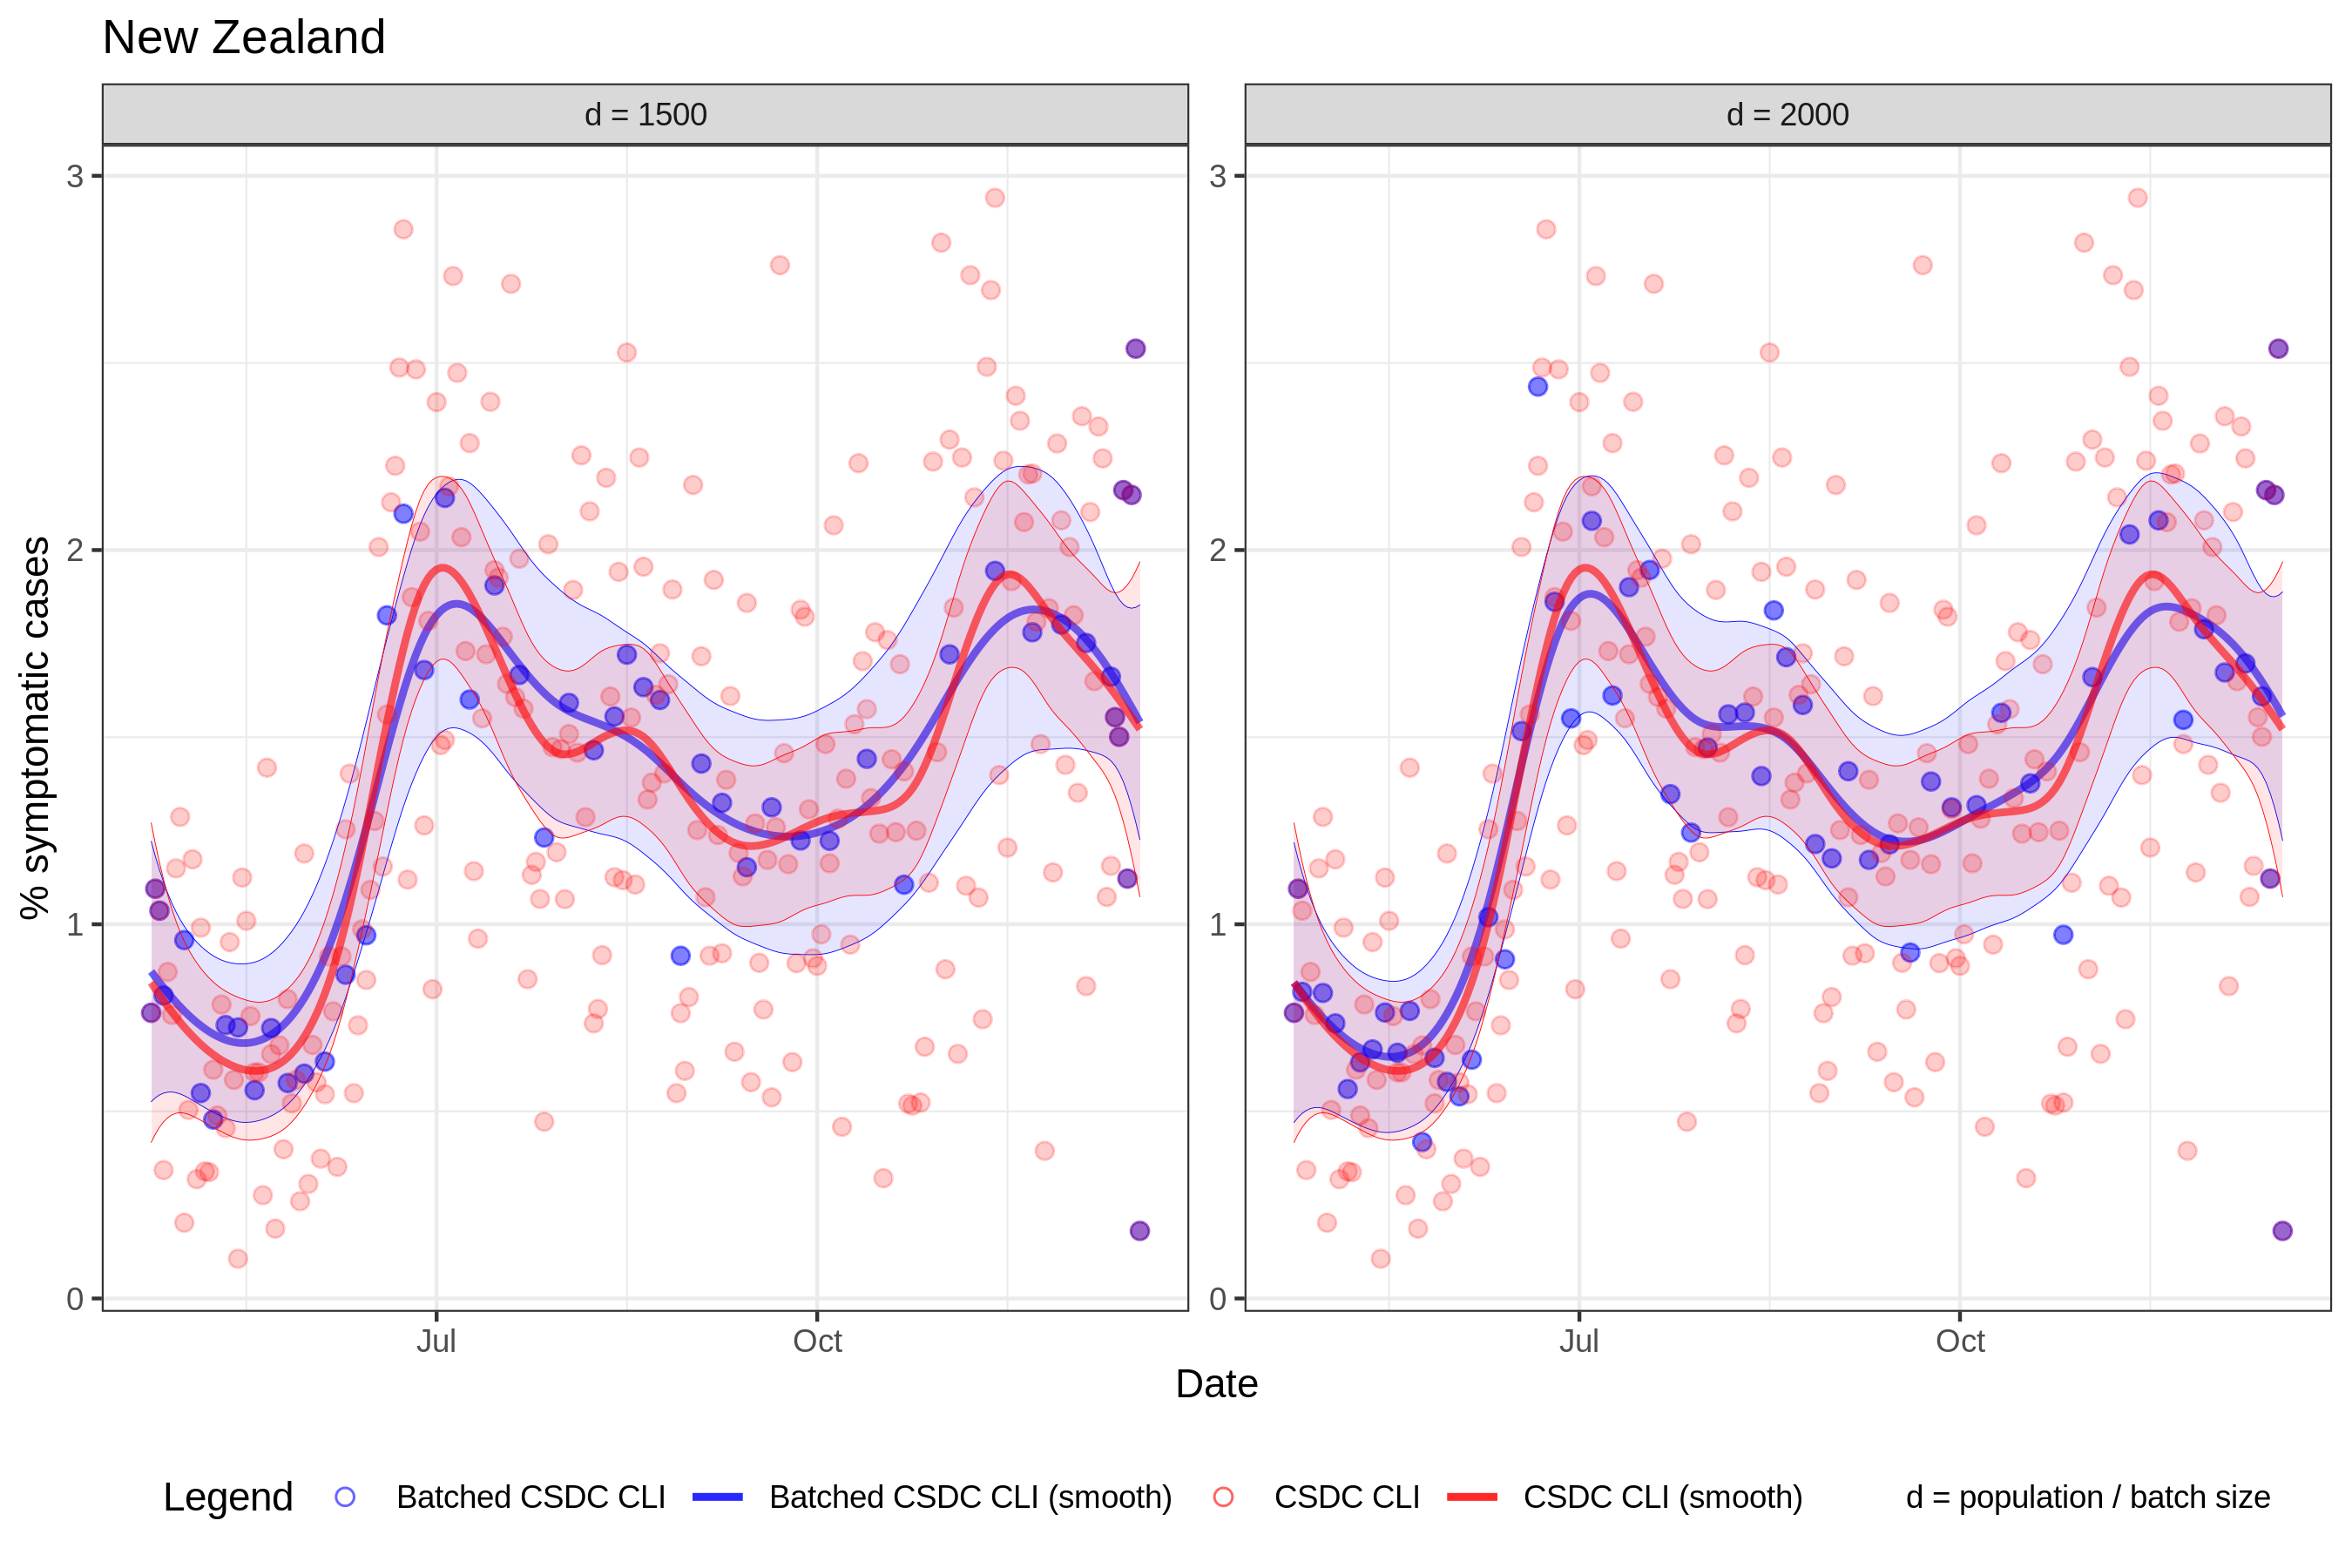 New Zealand
d = 1500
d = 2000
% symptomatic cases
3
2
1
0
3
2
1
0
Jul
Oct
Jul
Oct
Date
Legend
Batched CSDC CLI
Batched CSDC CLI (smooth)
CSDC CLI
CSDC CLI (smooth)
d = population / batch size